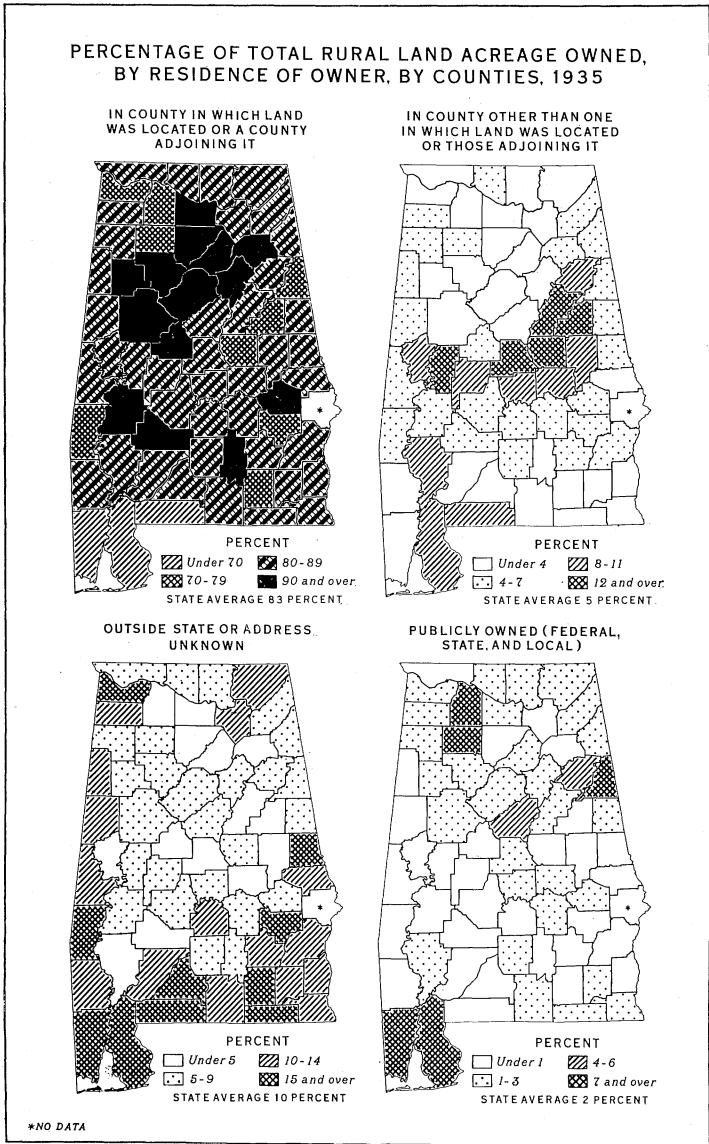 PERCENTAGE OF TOTAL RURAL LAND ACREAGE OWNED,
BY RESIDENCE OF OWNER, BY COUNTIES, 1935
IN COUNTY IN WHICH LAND
WAS LOCATED OR A COUNTY
ADJOINING IT
*
PERCENT
Under 70
80-89
70-79
90 and over
STATE AVERAGE 83 PERCENT
IN COUNTY OTHER THAN ONE
IN WHICH LAND WAS LOCATED
OR THOSE ADJOINING IT
*
PERCENT
Under 4
8-11
4-7
12 and over
STATE AVERAGE 5 PERCENT
OUTSIDE STATE OR ADDRESS
UNKNOWN
*
PERCENT
Under 5
10-14
5-9
15 and over
STATE AVERAGE 10 PERCENT
PUBLICLY OWNED (FEDERAL,
STATE, AND LOCAL)
*
PERCENT
Under 1
4-6
1-3
7 and over
STATE AVERAGE 2 PERCENT
*NO DATA